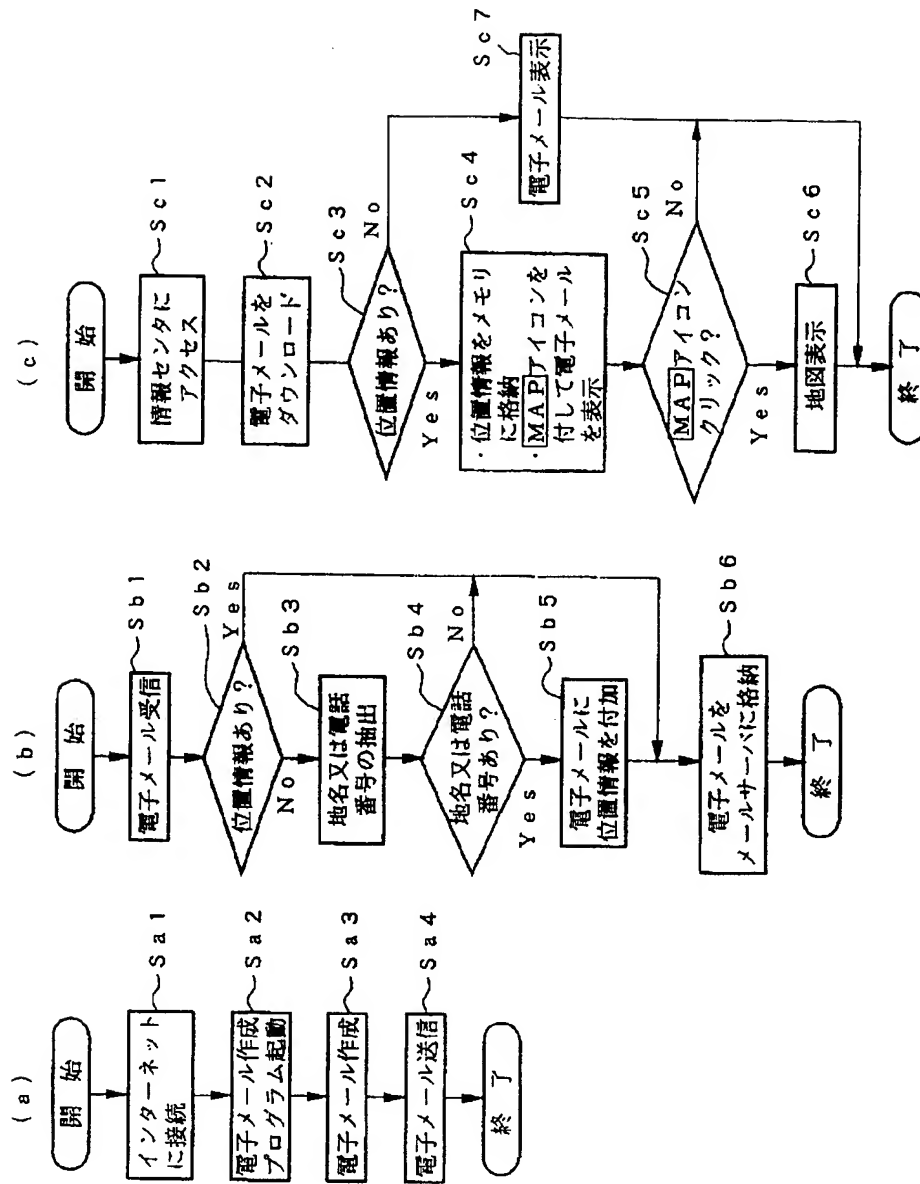 (a)
開 始
インターネット
に接続
Sa1
電子メール作成
プログラム起動
Sa2
電子メール作成
Sa3
電子メール送信
Sa4
終 了
(b)
開 始
電子メール受信
Sb1
位置情報あり?
Sb2
Yes
No
地名又は電話
番号の抽出
Sb3
地名又は電話
番号あり?
Sb4
No
Yes
電子メールに
位置情報を付加
Sb5
電子メールを
メールサーバに格納
Sb6
終 了
(c)
開 始
情報センタに
アクセス
Sc1
電子メールを
ダウンロード
Sc2
位置情報あり?
Sc3
No
Yes
・位置情報をメモリ
に格納
・MAPアイコンを
付して電子メール
を表示
Sc4
電子メール表示
Sc7
MAPアイコン
クリック?
Sc5
No
Yes
地図表示
Sc6
終 了